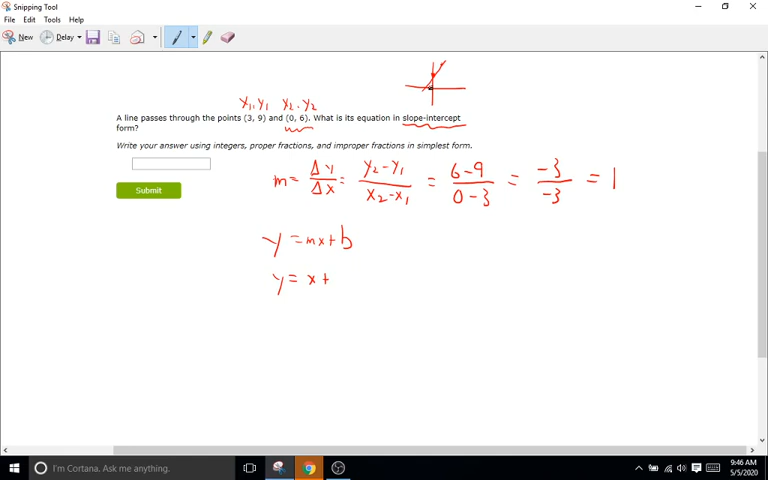 Snipping Tool
File Edit Tools Help
New Delay
x₁, y₁ x₂, y₂
A line passes through the points (3, 9) and (0, 6). What is its equation in slope-intercept
form?
Write your answer using integers, proper fractions, and improper fractions in simplest form.
Submit
m = Δy/Δx = y₂-y₁/x₂-x₁ = 6-9/0-3 = -3/-3 = 1
y = mx + b
y = x +
I'm Cortana. Ask me anything.
9:46 AM
5/5/2020